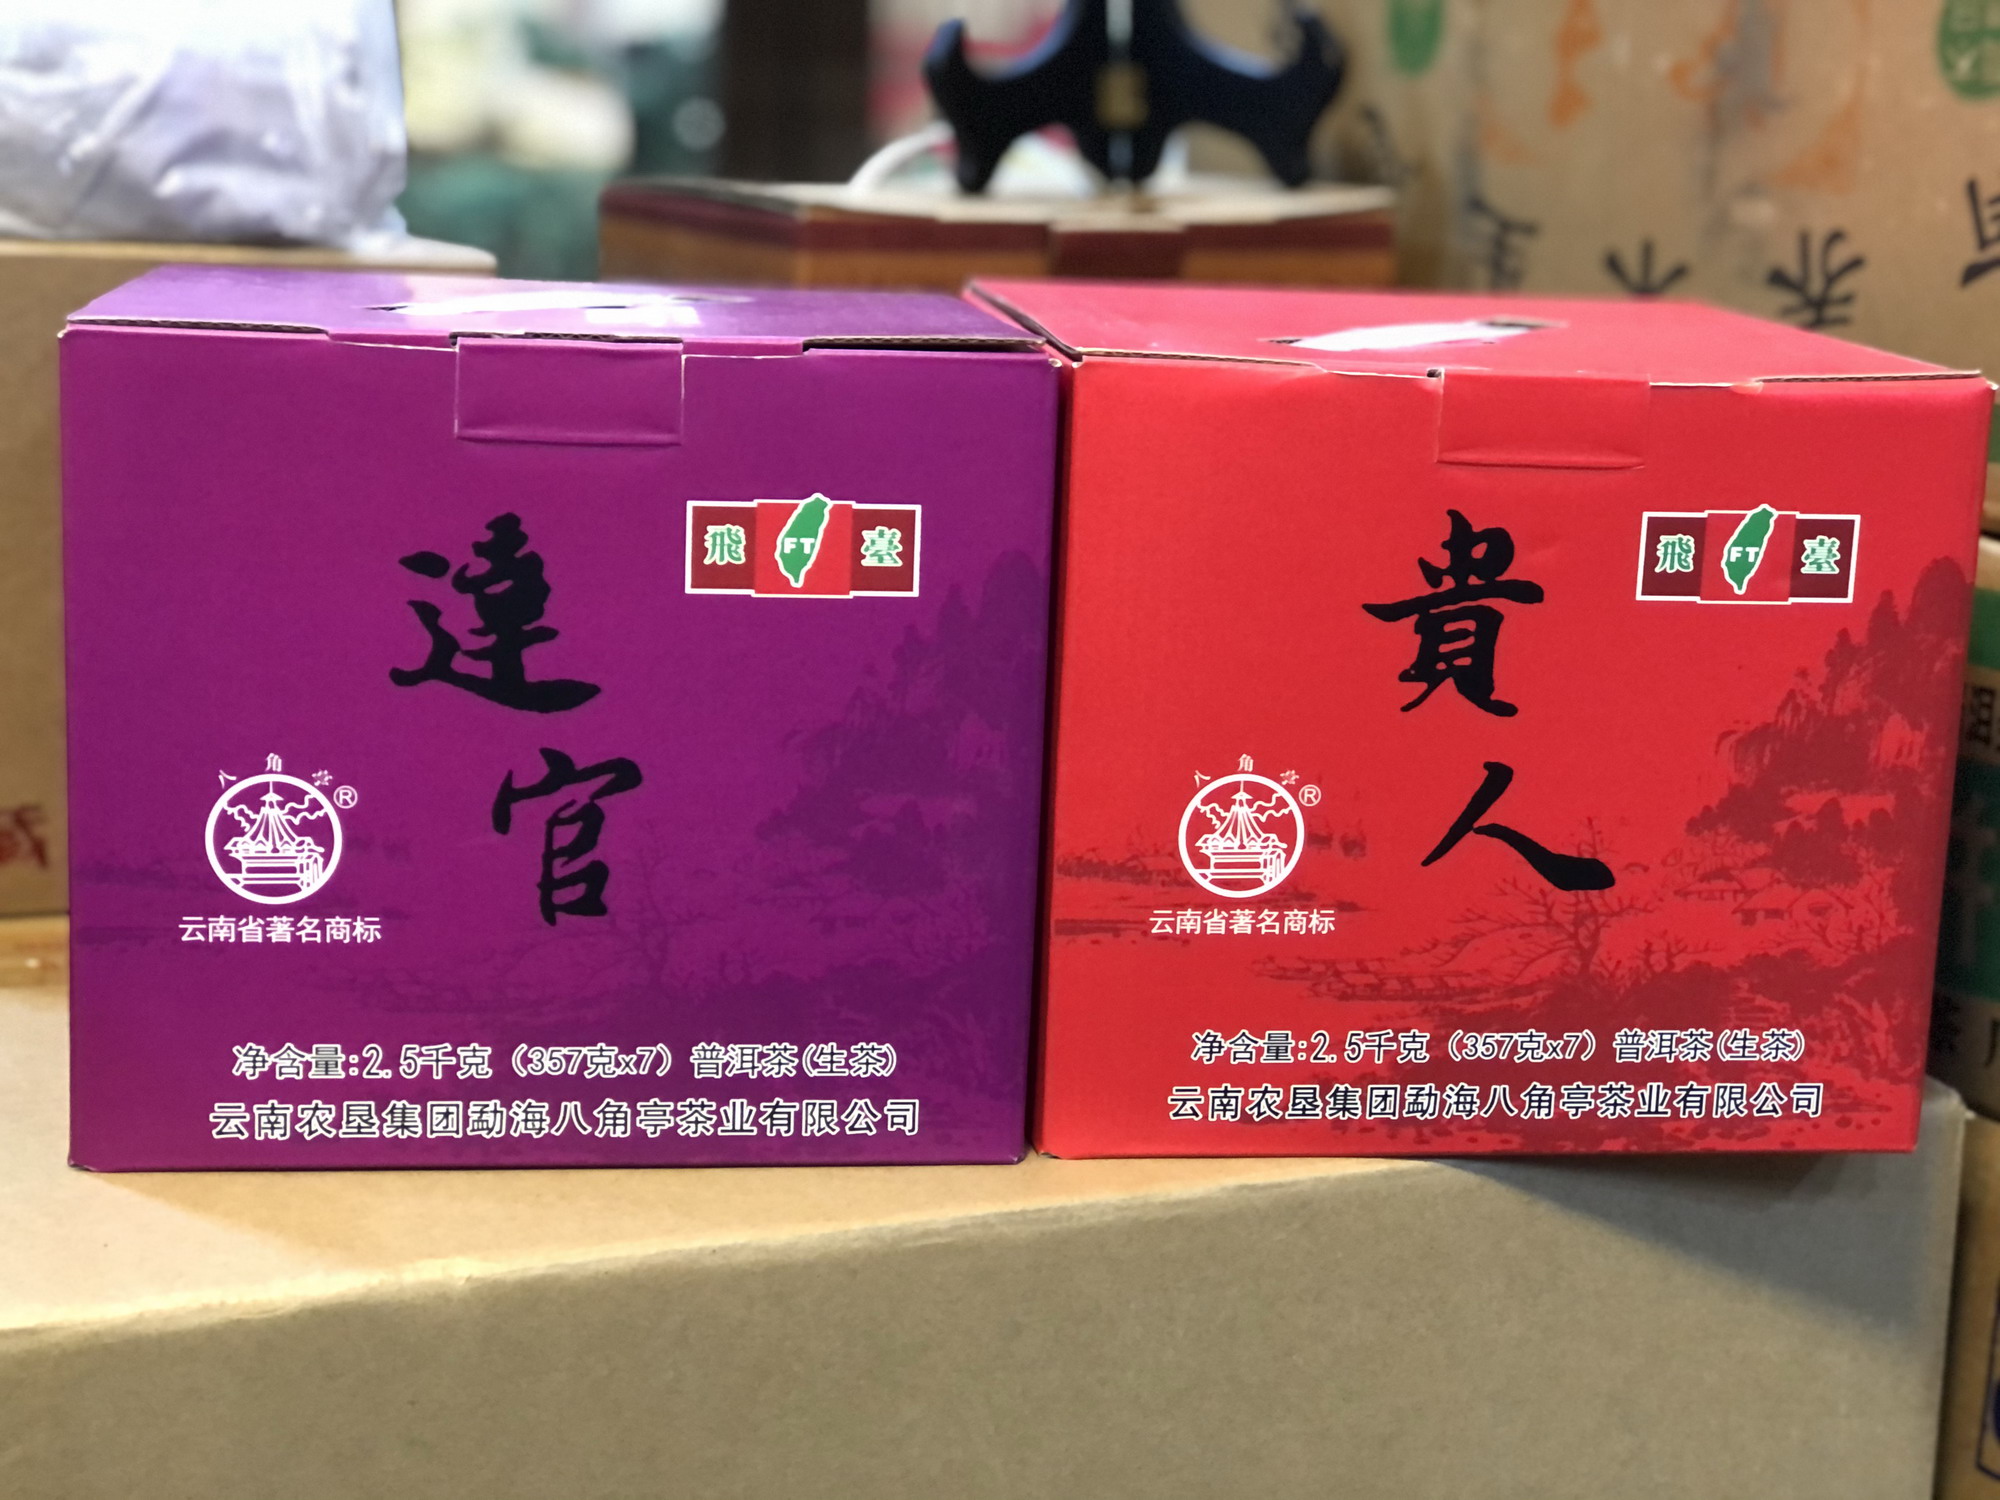 達官
飛 FT 臺
八角亭
®
云南省著名商标
净含量:2.5千克（357克x7）普洱茶(生茶)
云南农垦集团勐海八角亭茶业有限公司
貴人
飛 FT 臺
八角亭
®
云南省著名商标
净含量:2.5千克（357克x7）普洱茶(生茶)
云南农垦集团勐海八角亭茶业有限公司